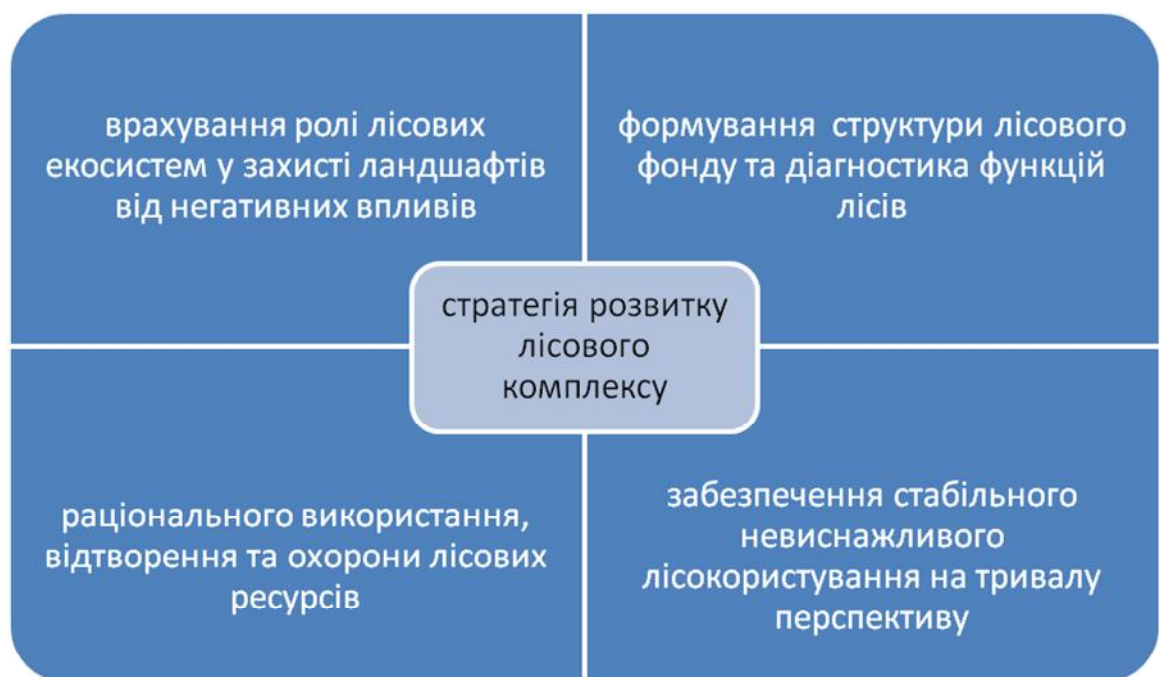 врахування ролі лісових
екосистем у захисті ландшафтів
від негативних впливів
формування структури лісового
фонду та діагностика функцій
лісів
стратегія розвитку
лісового
комплексу
раціонального використання,
відтворення та охорони лісових
ресурсів
забезпечення стабільного
невиснажливого
лісокористування на тривалу
перспективу